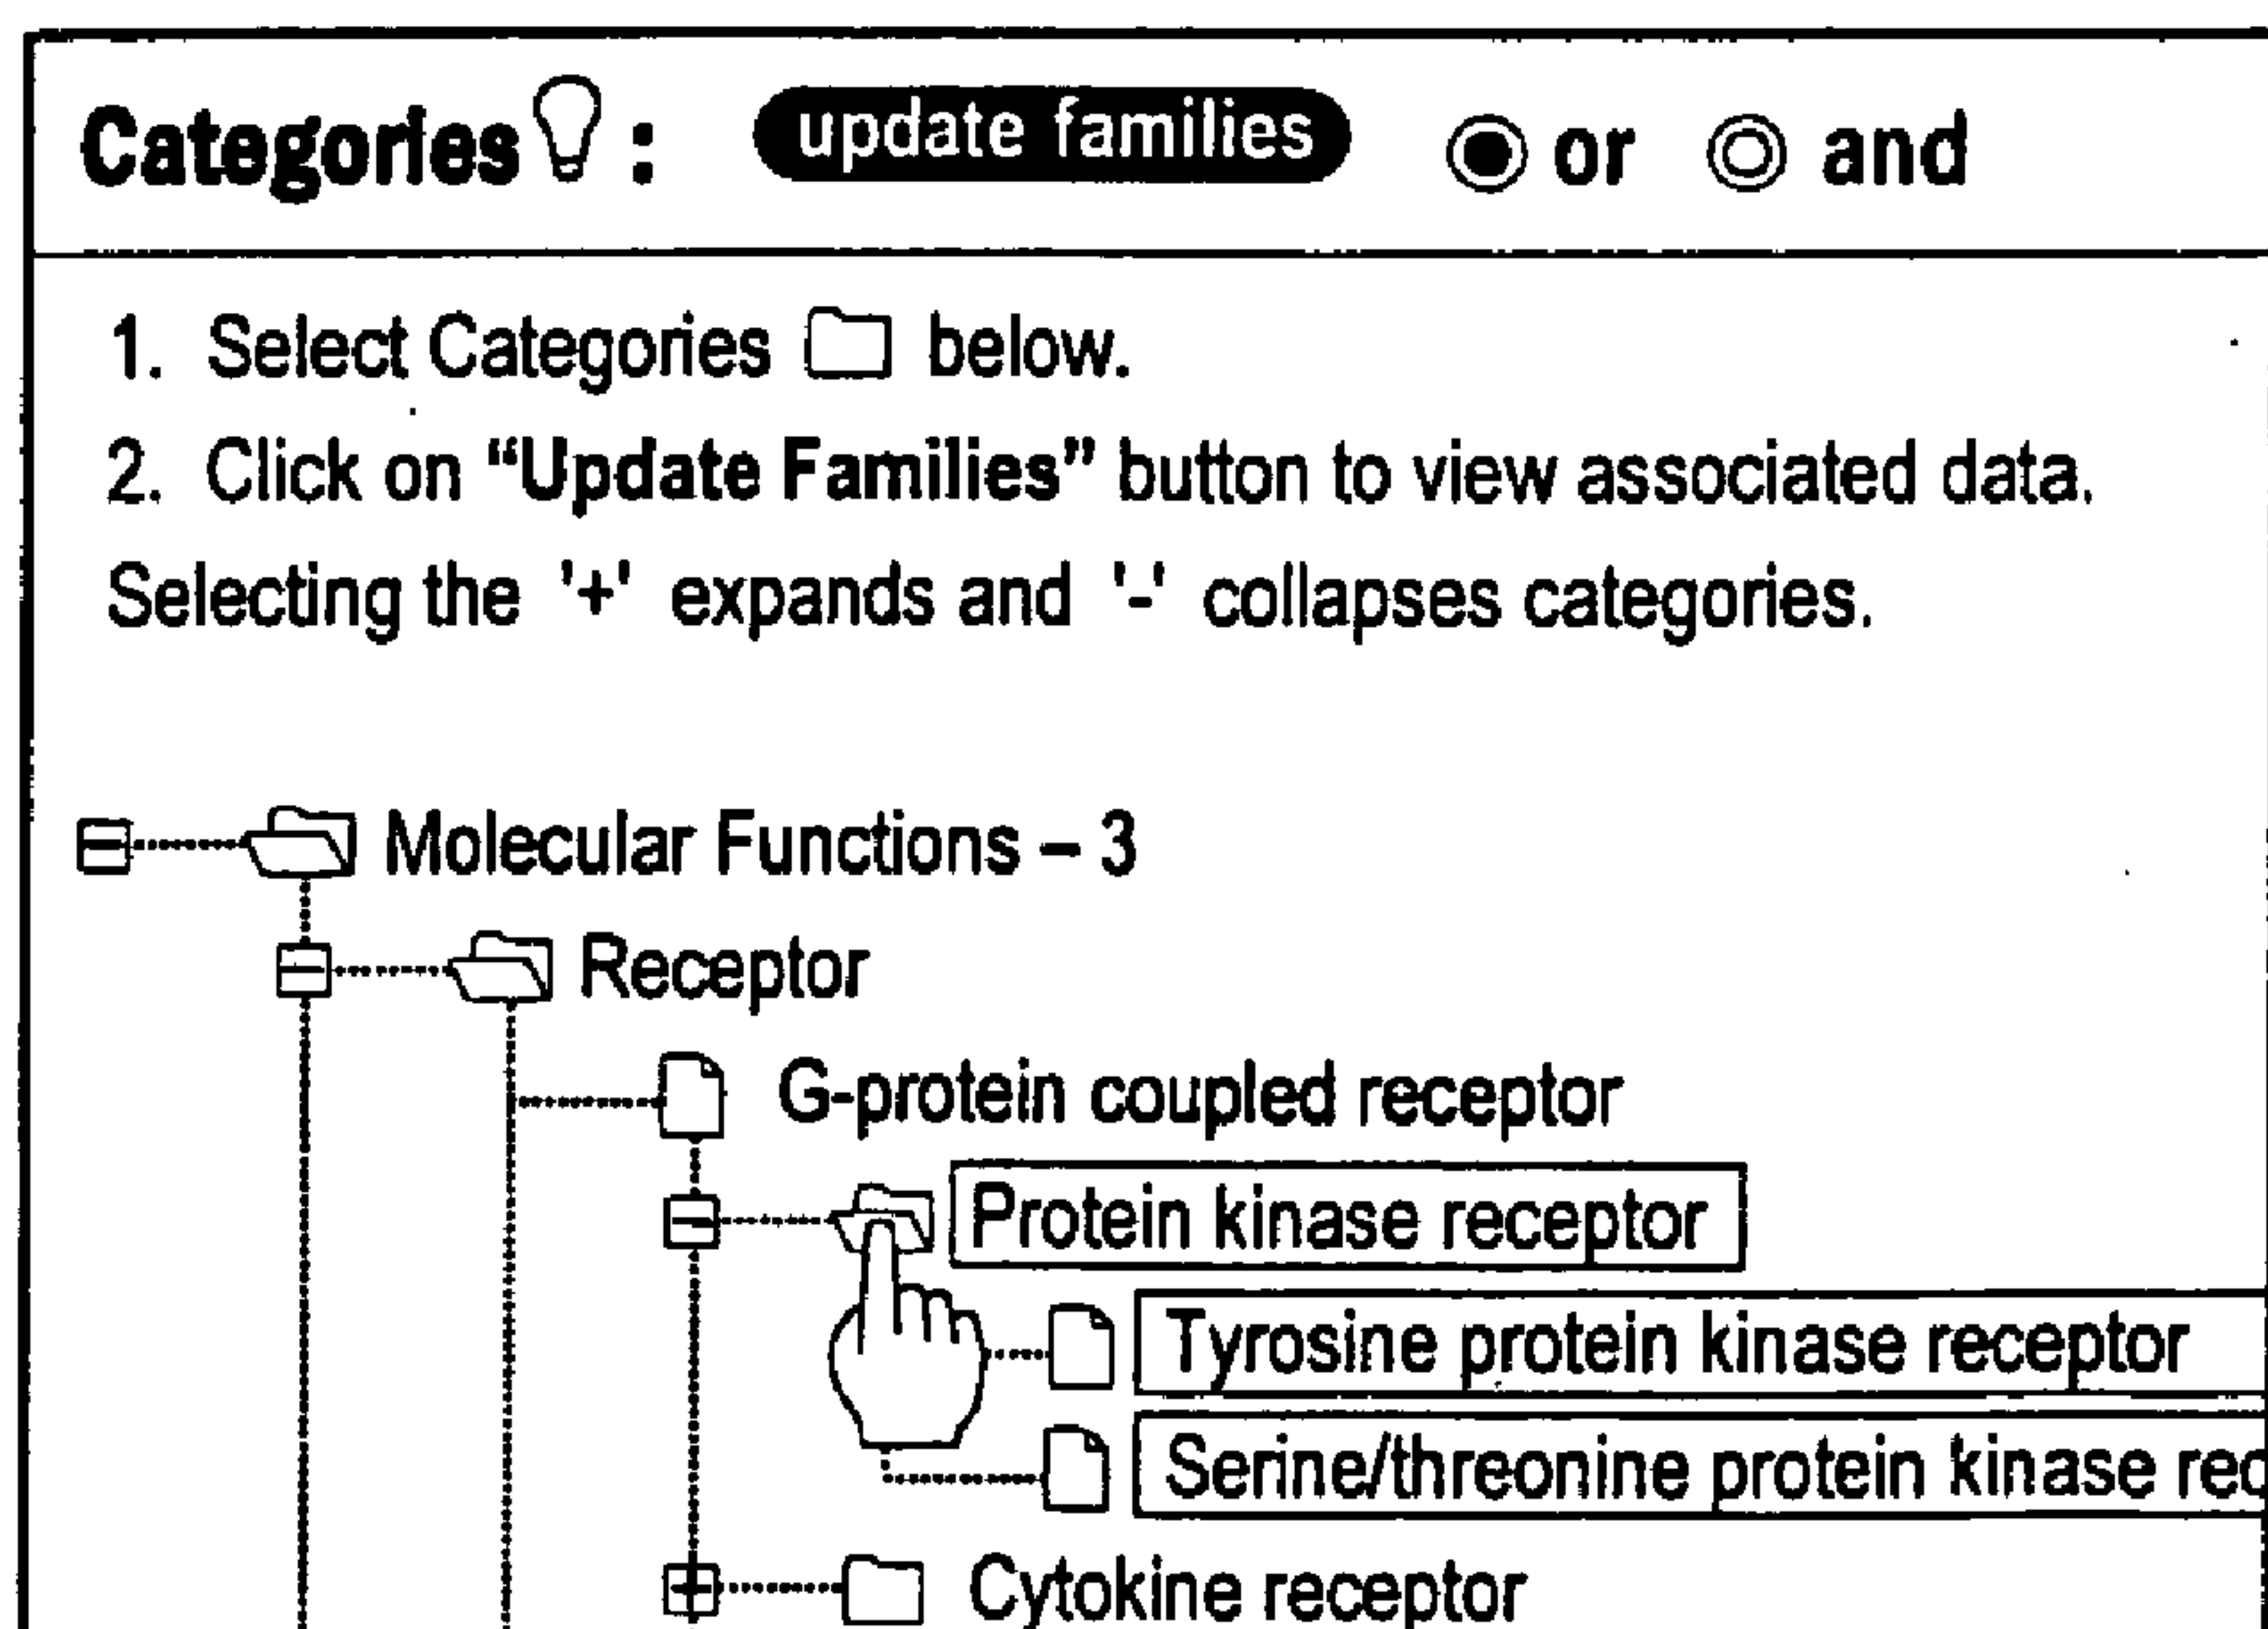 Categories : update families or and
1. Select Categories below.
2. Click on “Update Families” button to view associated data.
Selecting the '+' expands and '-' collapses categories.
Molecular Functions – 3
Receptor
G-protein coupled receptor
Protein kinase receptor
Tyrosine protein kinase receptor
Serine/threonine protein kinase
Cytokine receptor